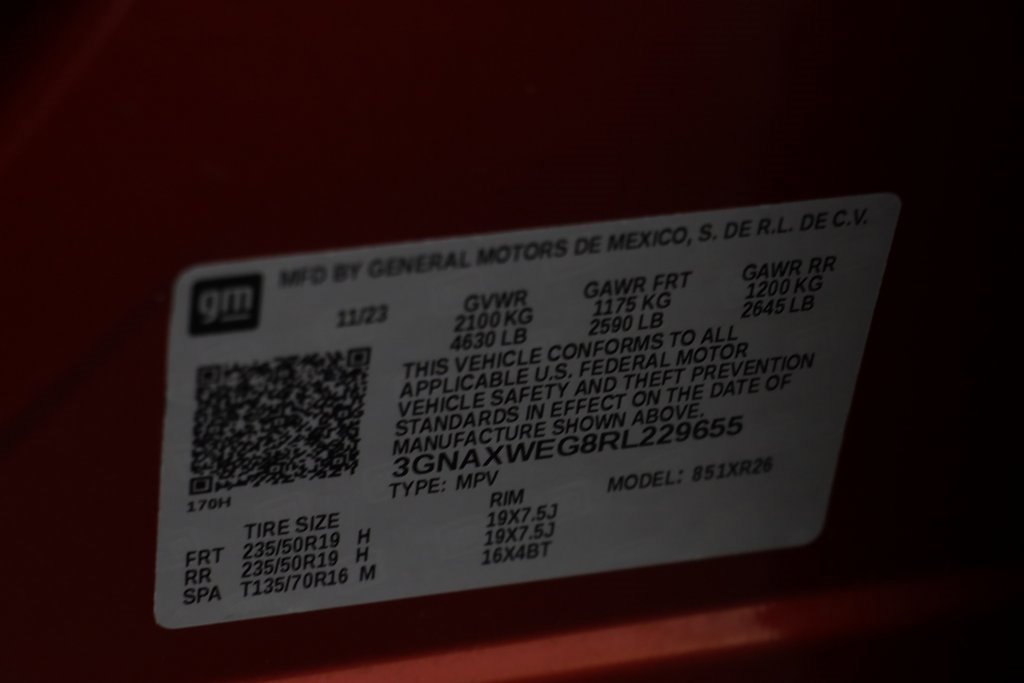 gm
MFD BY GENERAL MOTORS DE MEXICO, S. DE R.L. DE C.V.
11/23
GVWR
2100 KG
4630 LB
GAWR FRT
1175 KG
2590 LB
GAWR RR
1200 KG
2645 LB
THIS VEHICLE CONFORMS TO ALL
APPLICABLE U.S. FEDERAL MOTOR
VEHICLE SAFETY AND THEFT PREVENTION
STANDARDS IN EFFECT ON THE DATE OF
MANUFACTURE SHOWN ABOVE.
3GNAXWEG8RL229655
TYPE: MPV
MODEL: 851XR26
170H
TIRE SIZE
RIM
FRT 235/50R19 H 19X7.5J
RR 235/50R19 H 19X7.5J
SPA T135/70R16 M 16X4BT